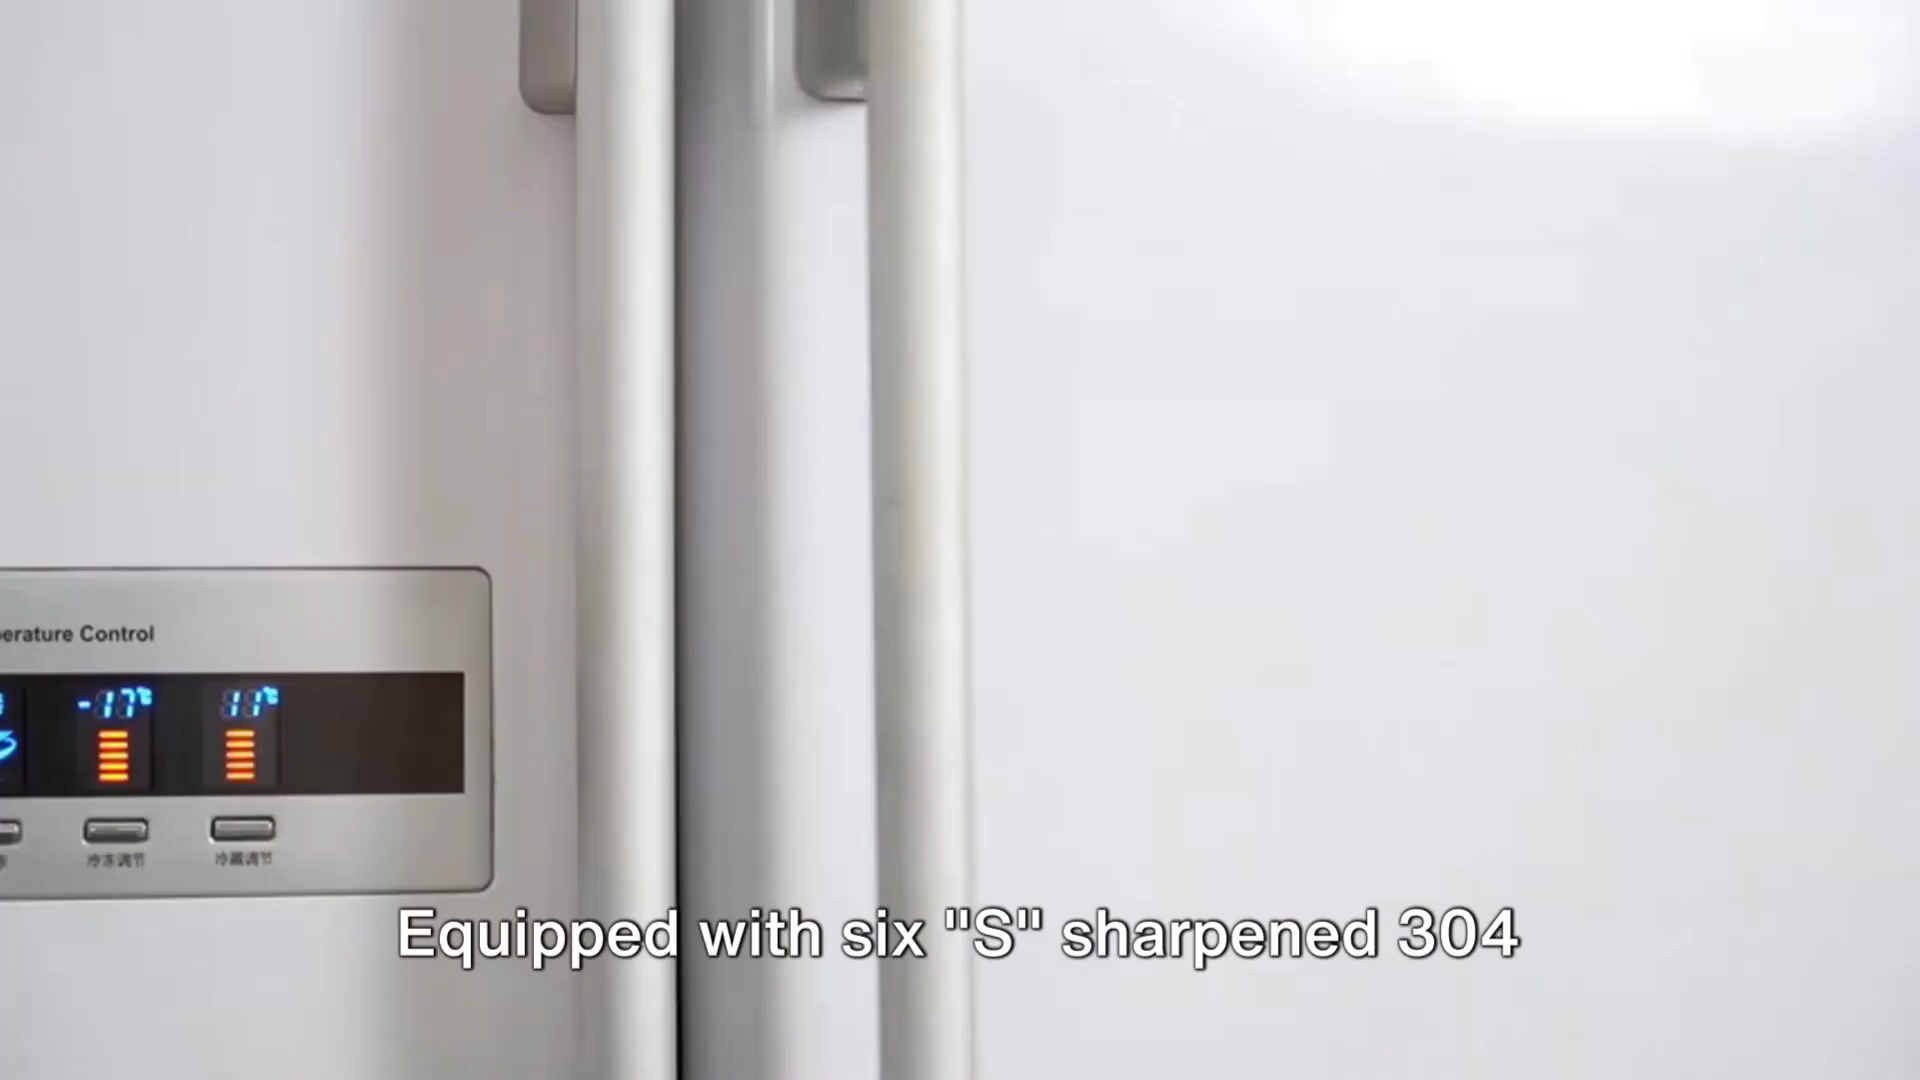 erature Control
-17℃
11℃
冷冻调节
冷藏调节
Equipped with six "S" sharpened 304